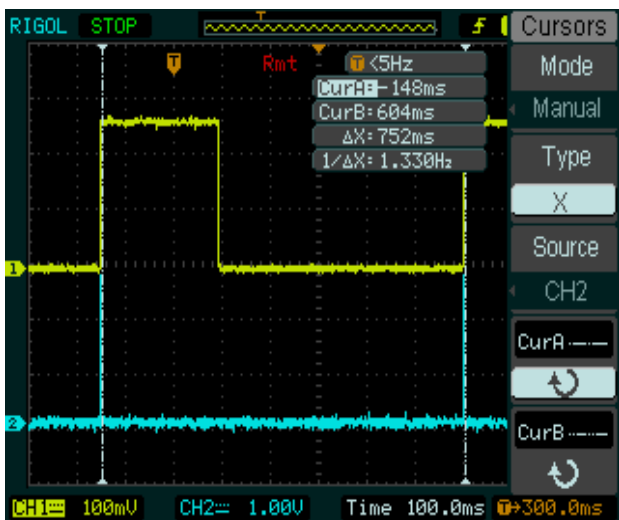 RIGOL STOP T f Cursors
T Rmt T <5Hz
CurA:-148ms
CurB:604ms
ΔX:752ms
1/ΔX:1.330Hz
Mode
Manual
Type
X
Source
CH2
CurA
CurB
1
2
CH1 100mV CH2 1.00V Time 100.0ms T→300.0ms